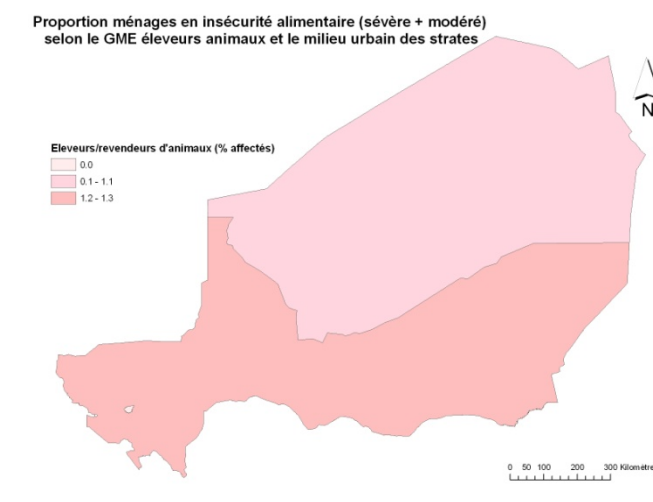 Proportion ménages en insécurité alimentaire (sévère + modéré)
selon le GME éleveurs animaux et le milieu urbain des strates
N
Eleveurs/revendeurs d'animaux (% affectés)
0.0
0.1 - 1.1
1.2 - 1.3
0 50 100 200 300 Kilomètre